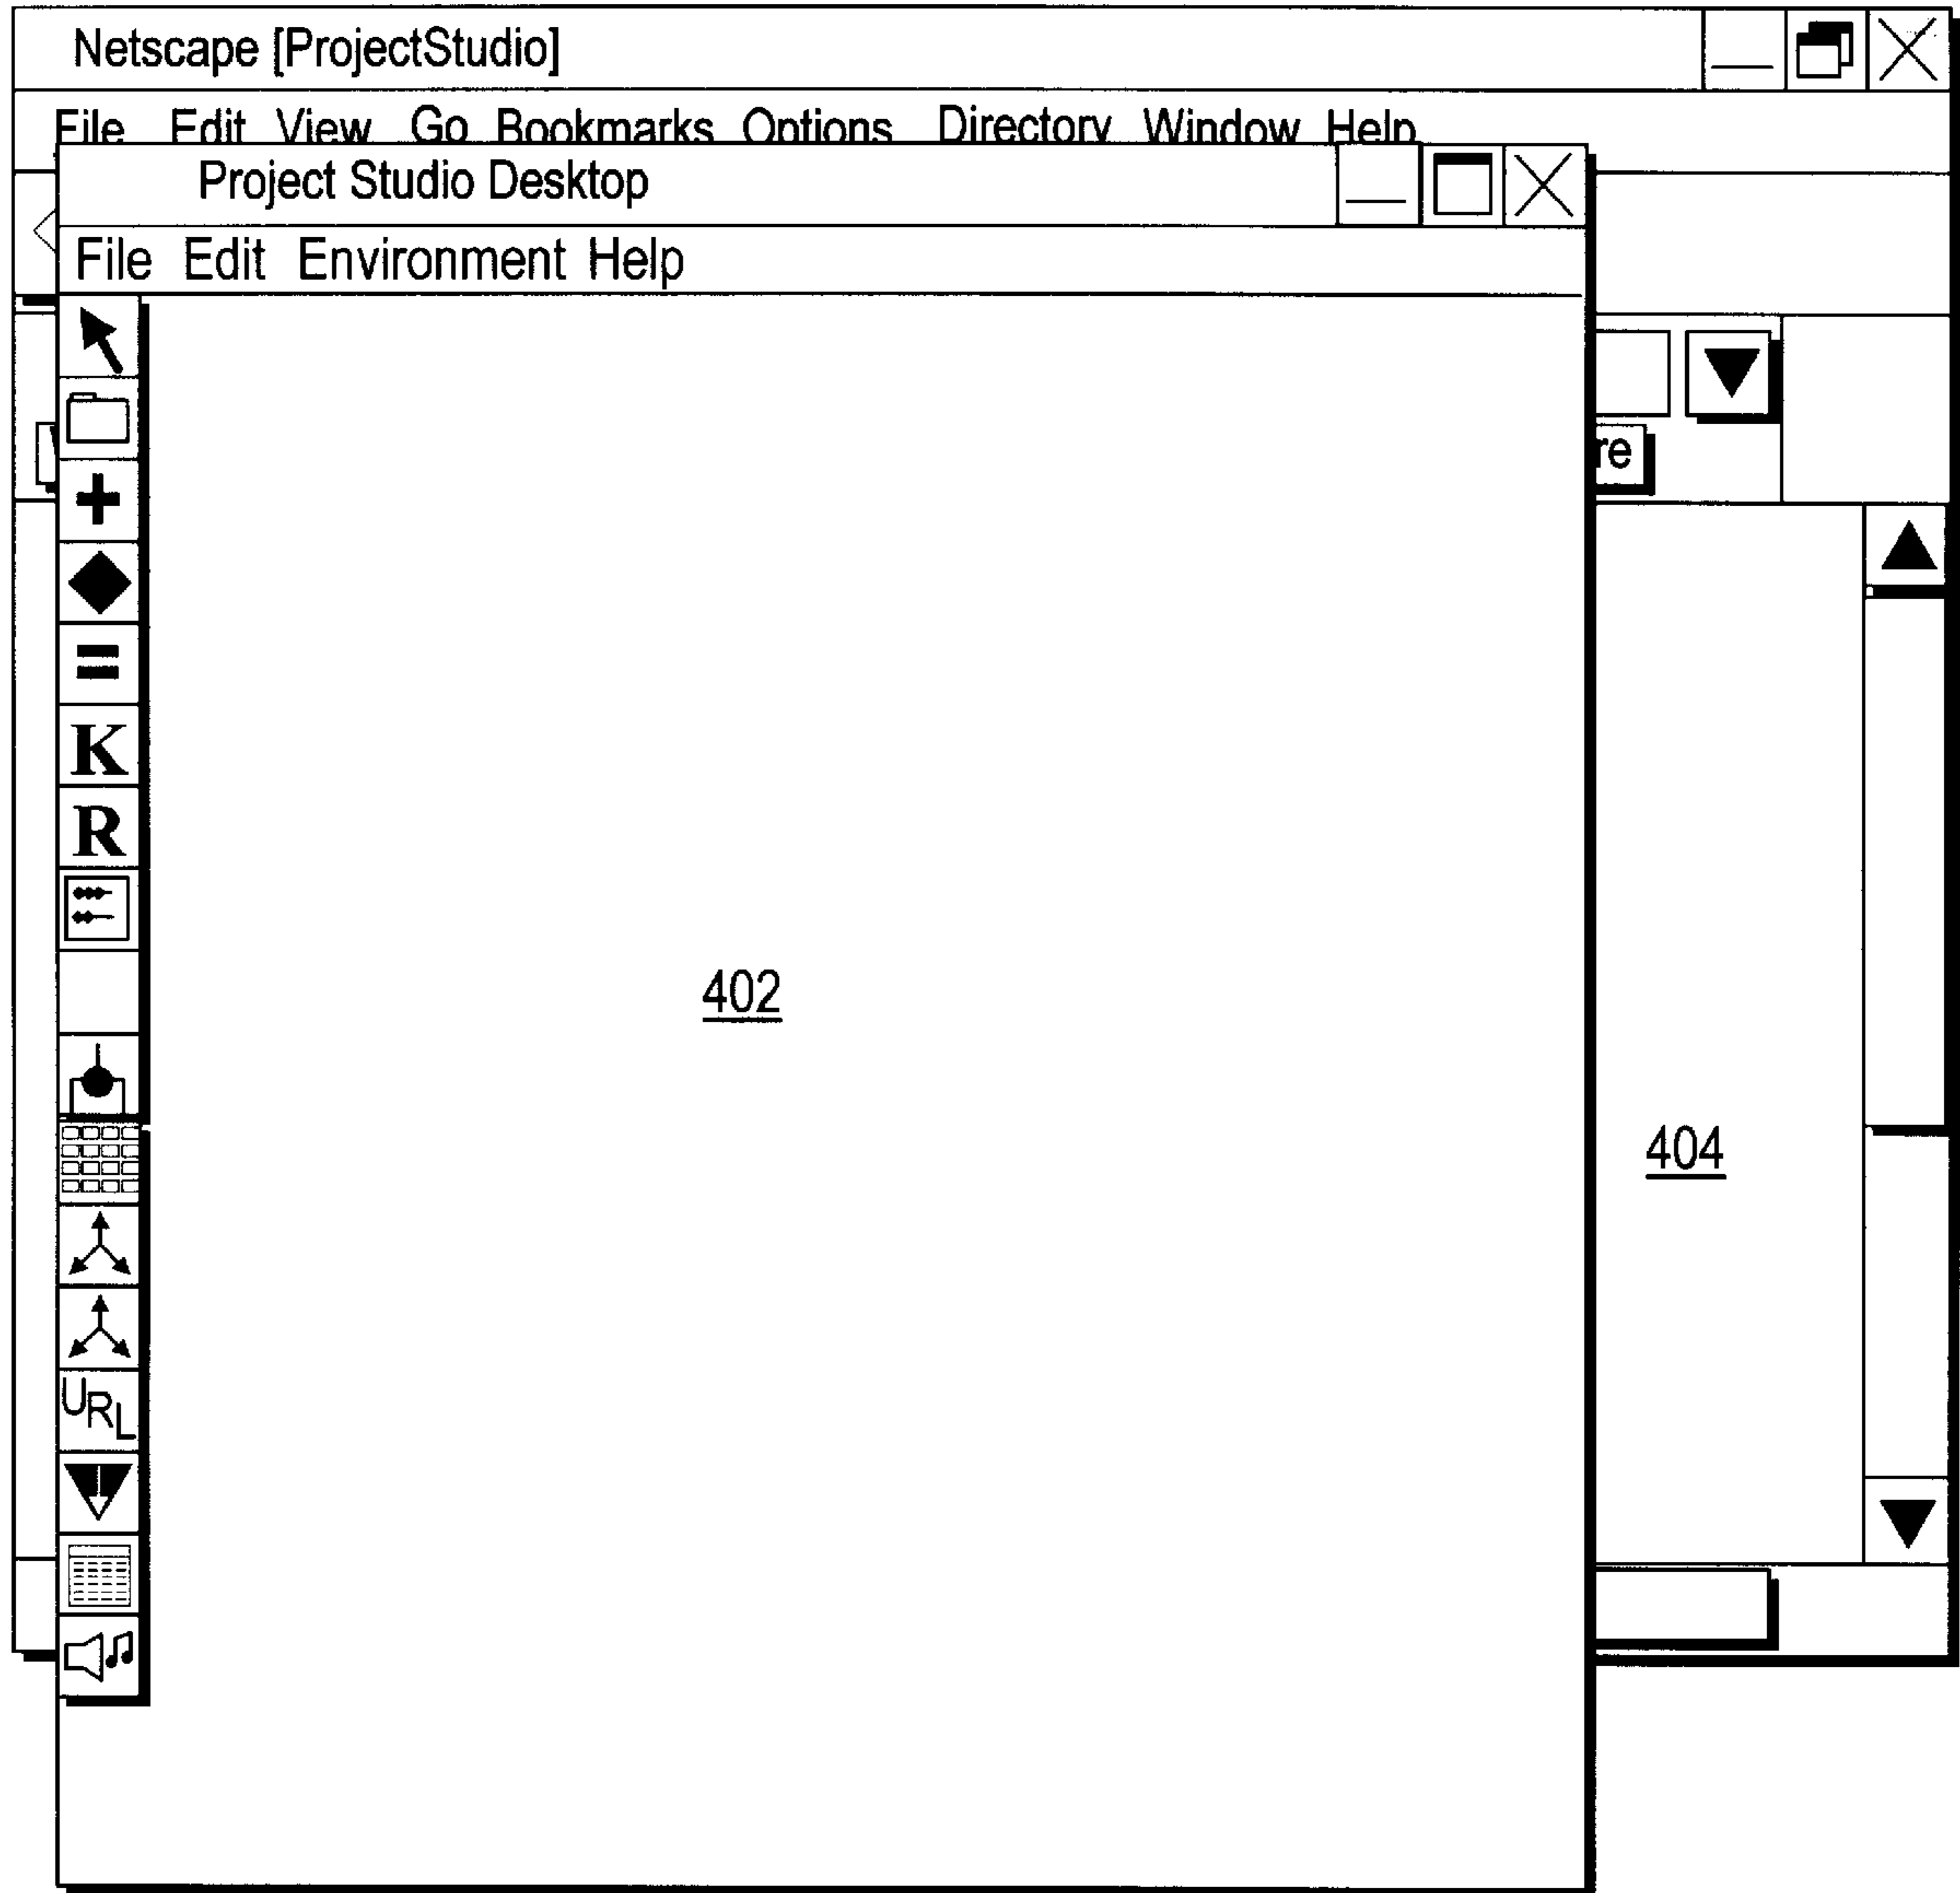 Netscape [ProjectStudio]
File Edit View Go Bookmarks Options Directory Window Help
Project Studio Desktop
File Edit Environment Help
re
K
R
402
404
URL